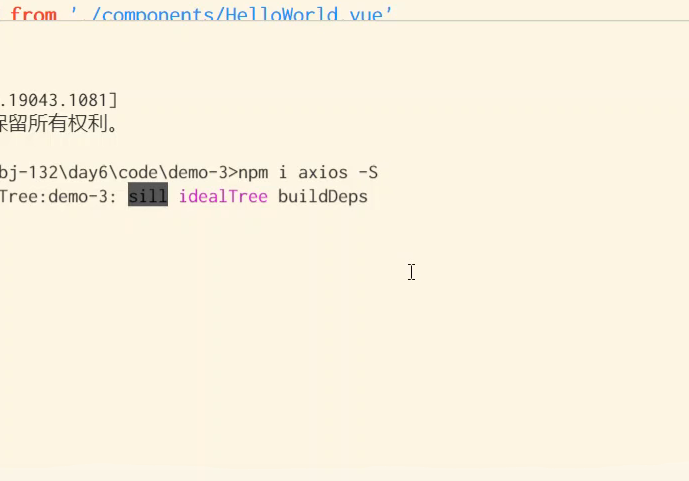 from './components/HelloWorld.vue'
.19043.1081]
保留所有权利。
bj-132\day6\code\demo-3>npm i axios -S
Tree:demo-3: sill idealTree buildDeps